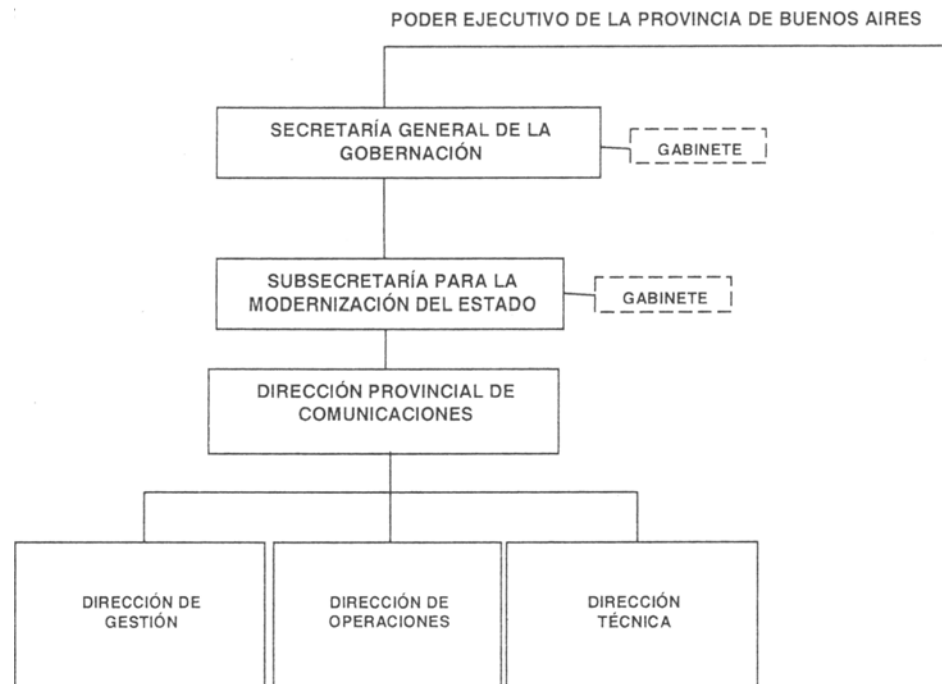 PODER EJECUTIVO DE LA PROVINCIA DE BUENOS AIRES
SECRETARÍA GENERAL DE LA
GOBERNACIÓN
GABINETE
SUBSECRETARÍA PARA LA
MODERNIZACIÓN DEL ESTADO
GABINETE
DIRECCIÓN PROVINCIAL DE
COMUNICACIONES
DIRECCIÓN DE
GESTIÓN
DIRECCIÓN DE
OPERACIONES
DIRECCIÓN
TÉCNICA